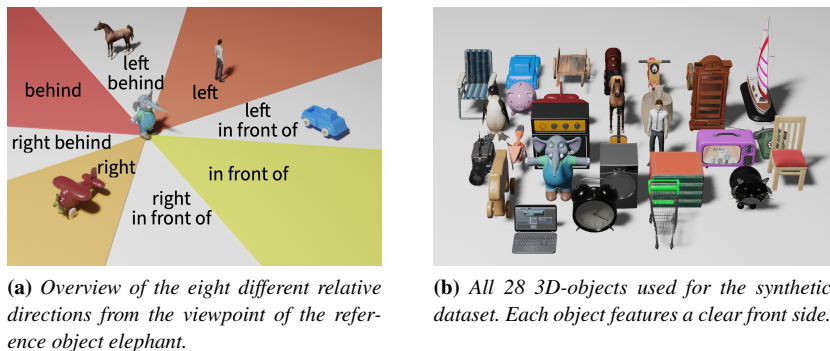 left
behind
behind
left
left
in front of
right behind
right
in front of
right
in front of
(a) Overview of the eight different relative
directions from the viewpoint of the refer-
ence object elephant.
(b) All 28 3D-objects used for the synthetic
dataset. Each object features a clear front side.